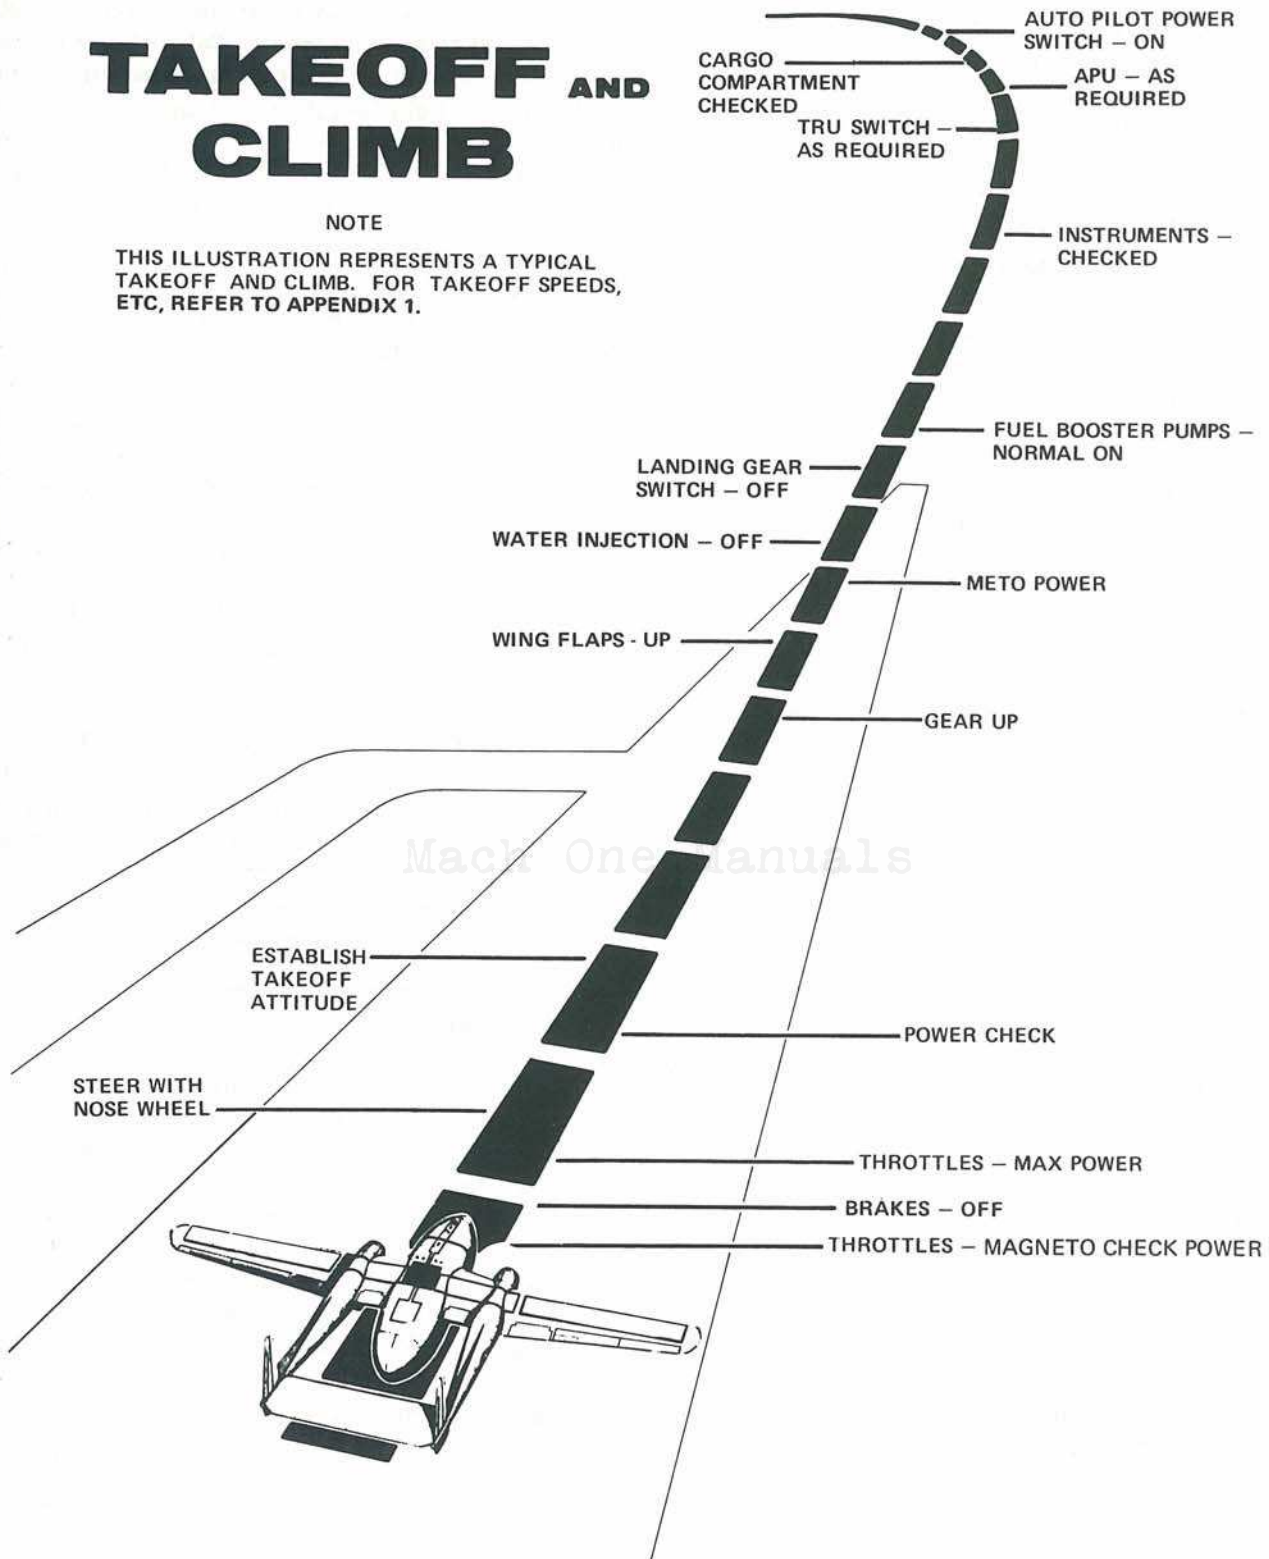 TAKEOFF AND
CLIMB
NOTE
THIS ILLUSTRATION REPRESENTS A TYPICAL
TAKEOFF AND CLIMB. FOR TAKEOFF SPEEDS,
ETC, REFER TO APPENDIX 1.
AUTO PILOT POWER
SWITCH – ON
CARGO
COMPARTMENT
CHECKED
APU – AS
REQUIRED
TRU SWITCH –
AS REQUIRED
INSTRUMENTS –
CHECKED
FUEL BOOSTER PUMPS –
NORMAL ON
LANDING GEAR
SWITCH – OFF
WATER INJECTION – OFF
METO POWER
WING FLAPS - UP
GEAR UP
Mach One Manuals
ESTABLISH
TAKEOFF
ATTITUDE
POWER CHECK
STEER WITH
NOSE WHEEL
THROTTLES – MAX POWER
BRAKES – OFF
THROTTLES – MAGNETO CHECK POWER